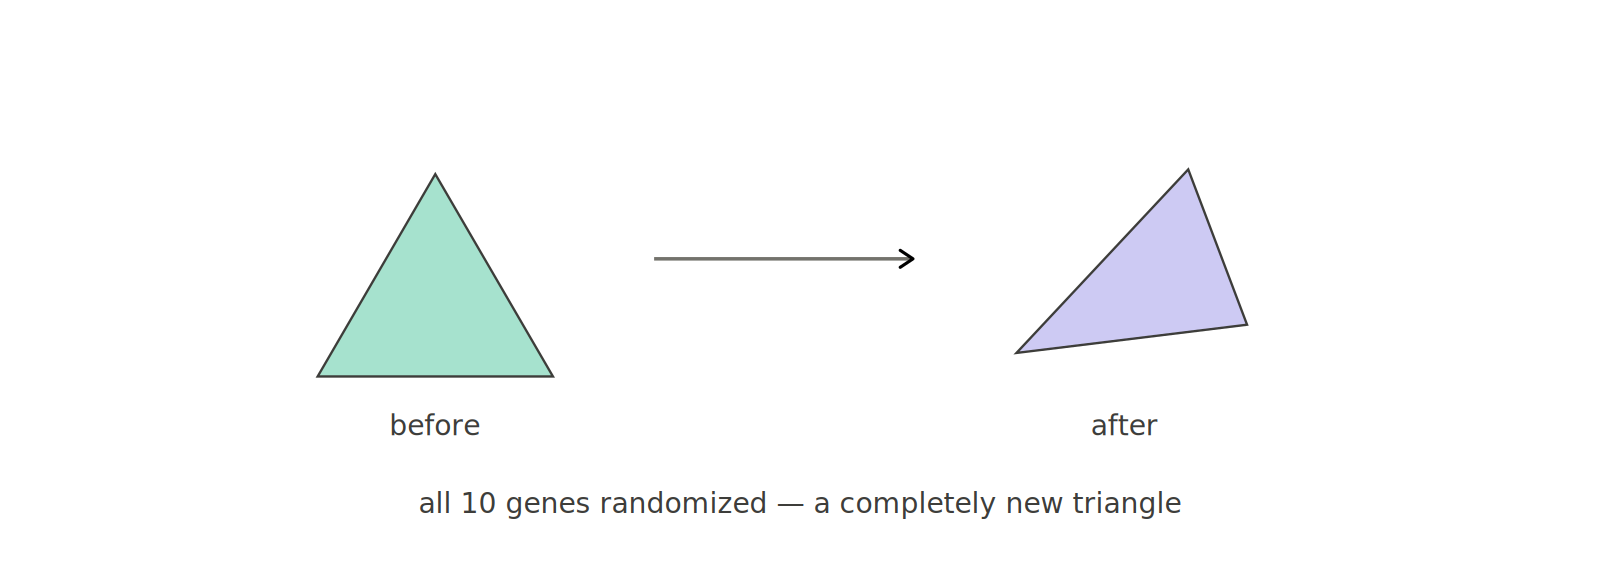 before
after
all 10 genes randomized — a completely new triangle